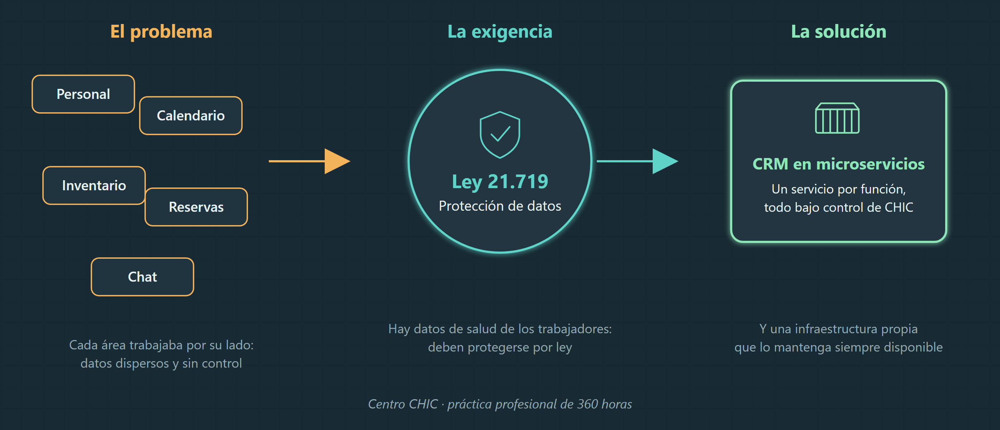 El problema
La exigencia
La solución
Personal
Calendario
Inventario
Reservas
Chat
Cada área trabajaba por su lado:
datos dispersos y sin control
Ley 21.719
Protección de datos
Hay datos de salud de los trabajadores:
deben protegerse por ley
CRM en microservicios
Un servicio por función,
todo bajo control de CHIC
Y una infraestructura propia
que lo mantenga siempre disponible
Centro CHIC · práctica profesional de 360 horas